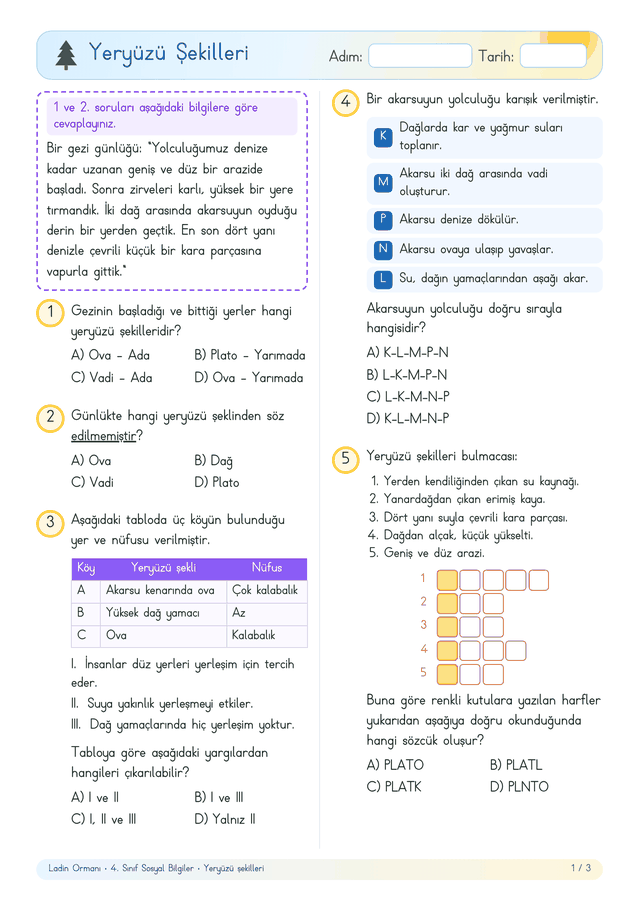 Yeryüzü Şekilleri
Adım:
Tarih:
1 ve 2. soruları aşağıdaki bilgilere göre
cevaplayınız.
Bir gezi günlüğü: "Yolculuğumuz denize
kadar uzanan geniş ve düz bir arazide
başladı. Sonra zirveleri karlı, yüksek bir yere
tırmandık. İki dağ arasında akarsuyun oyduğu
derin bir yerden geçtik. En son dört yanı
denizle çevrili küçük bir kara parçasına
vapurla gittik."
1
Gezinin başladığı ve bittiği yerler hangi
yeryüzü şekilleridir?
A) Ova - Ada B) Plato - Yarımada
C) Vadi - Ada D) Ova - Yarımada
2
Günlükte hangi yeryüzü şeklinden söz
edilmemiştir?
A) Ova B) Dağ
C) Vadi D) Plato
3
Aşağıdaki tabloda üç köyün bulunduğu
yer ve nüfusu verilmiştir.
Köy Yeryüzü şekli Nüfus
A Akarsu kenarında ova Çok kalabalık
B Yüksek dağ yamacı Az
C Ova Kalabalık
I. İnsanlar düz yerleri yerleşim için tercih
eder.
II. Suya yakınlık yerleşmeyi etkiler.
III. Dağ yamaçlarında hiç yerleşim yoktur.
Tabloya göre aşağıdaki yargılardan
hangileri çıkarılabilir?
A) I ve II B) I ve III
C) I, II ve III D) Yalnız II
4
Bir akarsuyun yolculuğu karışık verilmiştir.
K Dağlarda kar ve yağmur suları
toplanır.
M Akarsu iki dağ arasında vadi
oluşturur.
P Akarsu denize dökülür.
N Akarsu ovaya ulaşıp yavaşlar.
L Su, dağın yamaçlarından aşağı akar.
Akarsuyun yolculuğu doğru sırayla
hangisidir?
A) K-L-M-P-N
B) L-K-M-P-N
C) L-K-M-N-P
D) K-L-M-N-P
5
Yeryüzü şekilleri bulmacası:
1. Yerden kendiliğinden çıkan su kaynağı.
2. Yanardağdan çıkan erimiş kaya.
3. Dört yanı suyla çevrili kara parçası.
4. Dağdan alçak, küçük yükselti.
5. Geniş ve düz arazi.
1
2
3
4
5
Buna göre renkli kutulara yazılan harfler
yukarıdan aşağıya doğru okunduğunda
hangi sözcük oluşur?
A) PLATO B) PLATL
C) PLATK D) PLNTO
Ladin Ormanı • 4. Sınıf Sosyal Bilgiler • Yeryüzü şekilleri
1 / 3